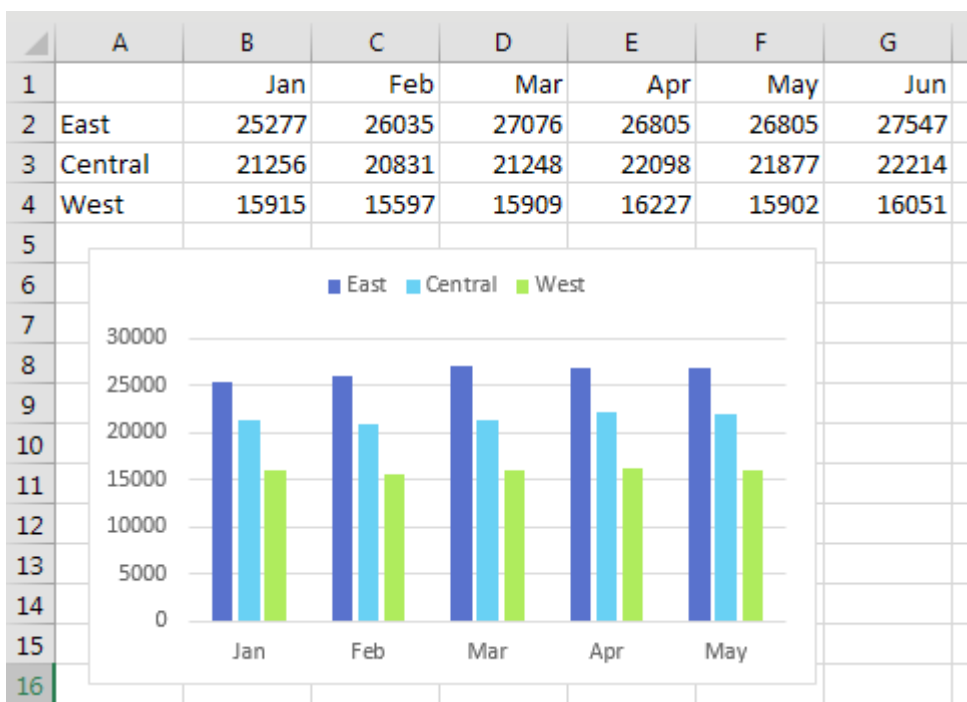 A B C D E F G
1 Jan Feb Mar Apr May Jun
2 East 25277 26035 27076 26805 26805 27547
3 Central 21256 20831 21248 22098 21877 22214
4 West 15915 15597 15909 16227 15902 16051
5
6 East Central West
7 30000
8 25000
9 20000
10 15000
11
12 10000
13 5000
14 0
15 Jan Feb Mar Apr May
16